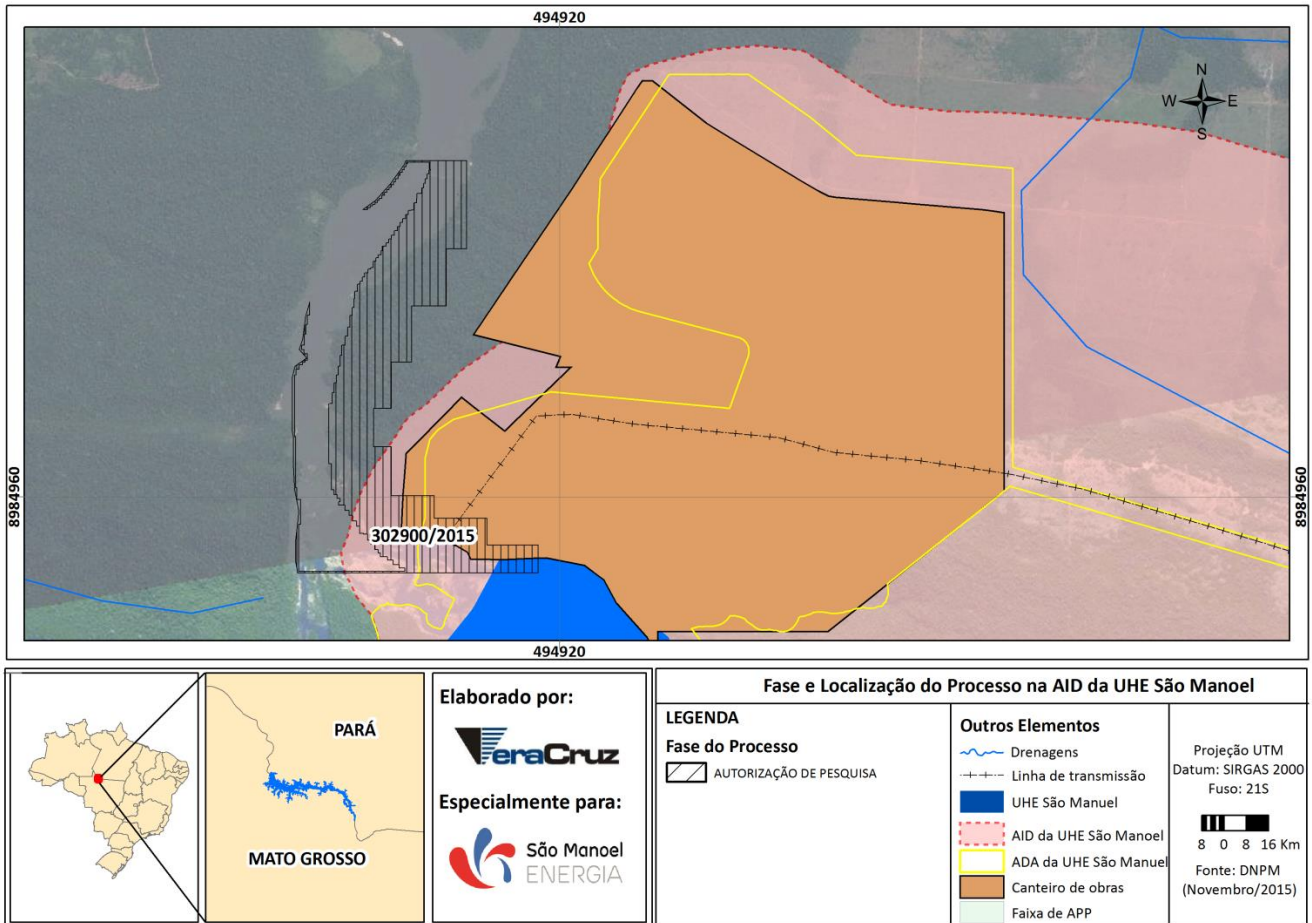 494920
N
W E
S
8984960
8984960
302900/2015
494920
PARÁ
MATO GROSSO
Elaborado por:
VeraCruz
Especialmente para:
São Manoel
ENERGIA
Fase e Localização do Processo na AID da UHE São Manoel
LEGENDA
Fase do Processo
AUTORIZAÇÃO DE PESQUISA
Outros Elementos
Drenagens
Linha de transmissão
UHE São Manuel
AID da UHE São Manoel
ADA da UHE São Manuel
Canteiro de obras
Faixa de APP
Projeção UTM
Datum: SIRGAS 2000
Fuso: 21S
8 0 8 16 Km
Fonte: DNPM
(Novembro/2015)